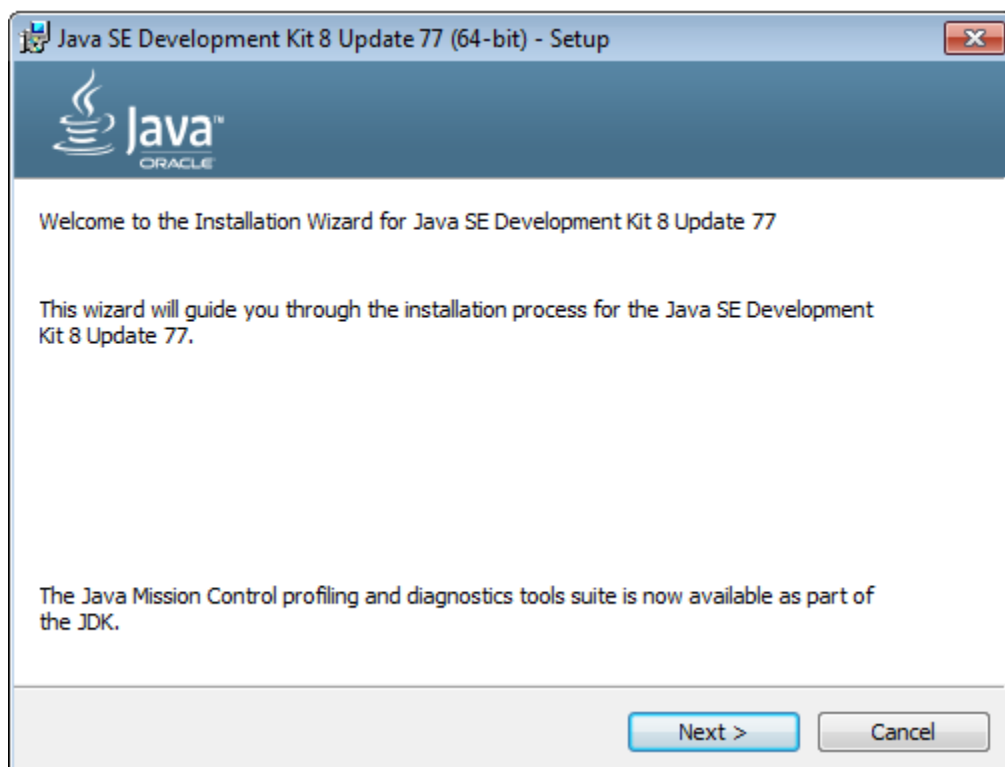 Java SE Development Kit 8 Update 77 (64-bit) - Setup
Java™
ORACLE
Welcome to the Installation Wizard for Java SE Development Kit 8 Update 77
This wizard will guide you through the installation process for the Java SE Development
Kit 8 Update 77.
The Java Mission Control profiling and diagnostics tools suite is now available as part of
the JDK.
Next >
Cancel